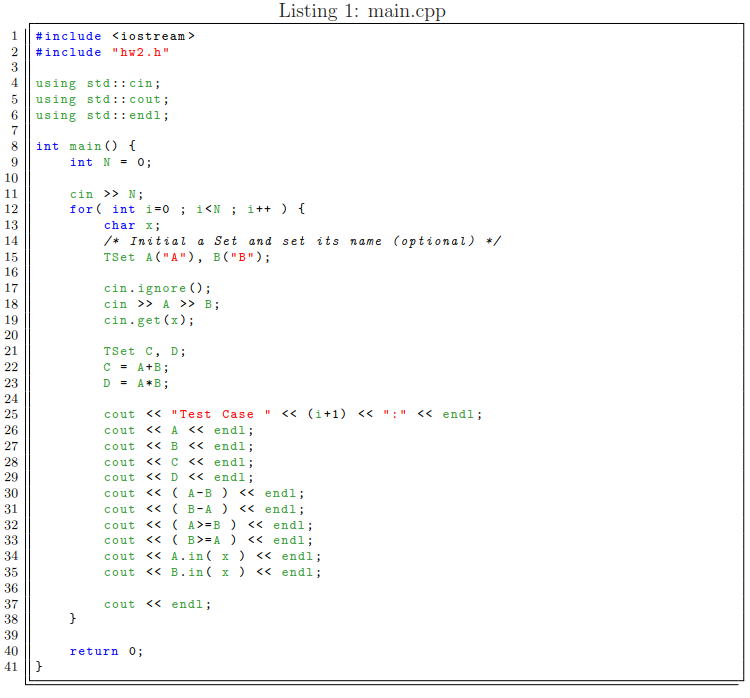 Listing 1: main.cpp
1 #include <iostream>
2 #include "hw2.h"
3
4 using std::cin;
5 using std::cout;
6 using std::endl;
7
8 int main() {
9     int N = 0;
10
11     cin >> N;
12     for( int i=0 ; i<N ; i++ ) {
13         char x;
14         /* Initial a Set and set its name (optional) */
15         TSet A("A"), B("B");
16
17         cin.ignore();
18         cin >> A >> B;
19         cin.get(x);
20
21         TSet C, D;
22         C = A+B;
23         D = A*B;
24
25         cout << "Test Case " << (i+1) << ":" << endl;
26         cout << A << endl;
27         cout << B << endl;
28         cout << C << endl;
29         cout << D << endl;
30         cout << ( A-B ) << endl;
31         cout << ( B-A ) << endl;
32         cout << ( A>=B ) << endl;
33         cout << ( B>=A ) << endl;
34         cout << A.in( x ) << endl;
35         cout << B.in( x ) << endl;
36
37         cout << endl;
38     }
39
40     return 0;
41 }